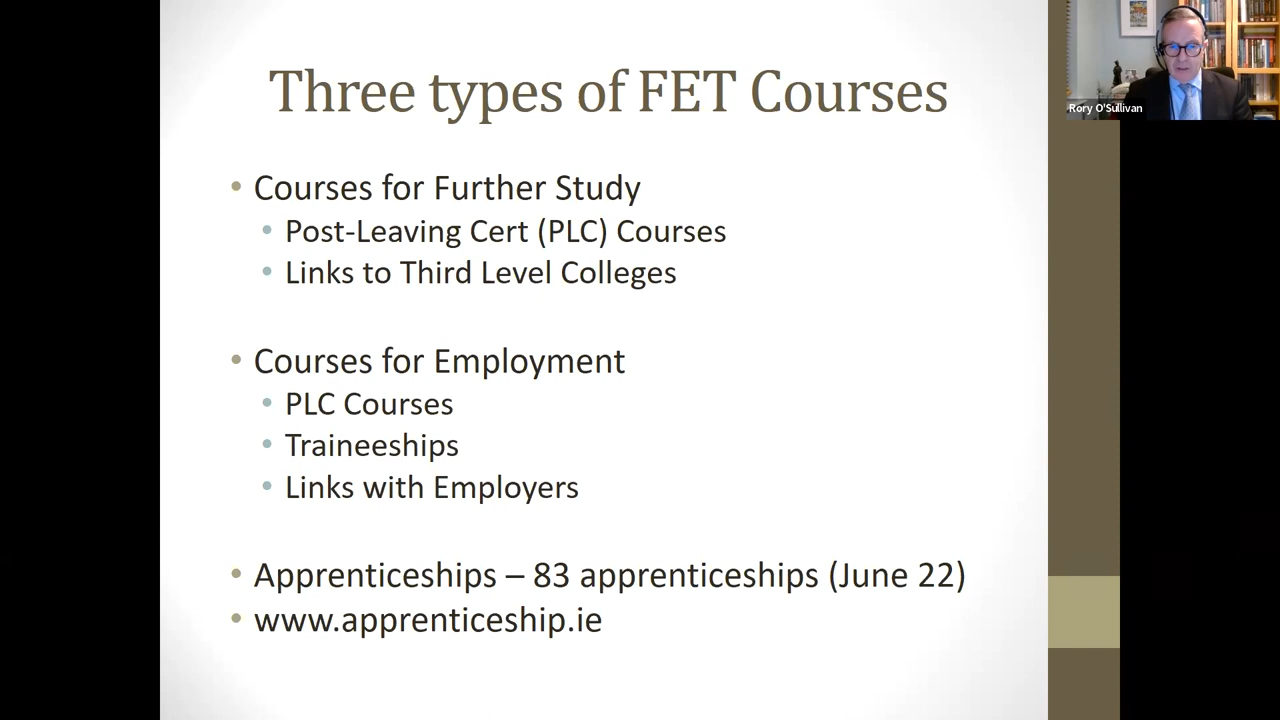 Three types of FET Courses
• Courses for Further Study
• Post-Leaving Cert (PLC) Courses
• Links to Third Level Colleges
• Courses for Employment
• PLC Courses
• Traineeships
• Links with Employers
• Apprenticeships – 83 apprenticeships (June 22)
• www.apprenticeship.ie
Rory O'Sullivan